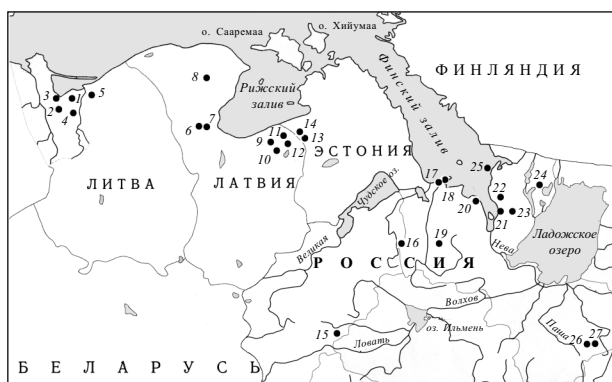 о. Сааремаа
о. Хийумаа
Финский залив
ФИНЛЯНДИЯ
Рижский
залив
ЭСТОНИЯ
ЛИТВА
ЛАТВИЯ
Чудское оз.
Великая
РОССИЯ
Нева
Ладожское
озеро
Волхов
оз. Ильмень
Ловать
Паша
БЕЛАРУСЬ
1
2
3
4
5
6
7
8
9
10
11
12
13
14
15
16
17
18
19
20
21
22
23
24
25
26
27